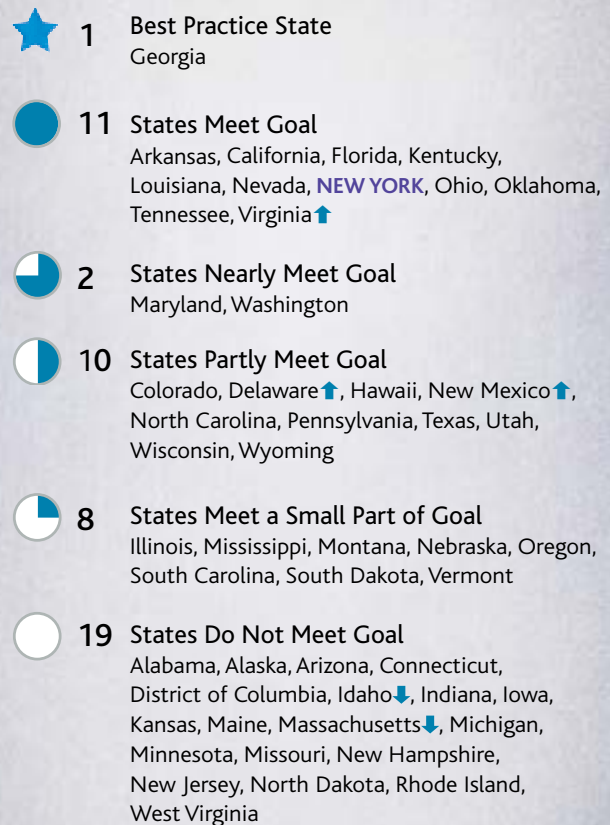 1 Best Practice State
Georgia
11 States Meet Goal
Arkansas, California, Florida, Kentucky,
Louisiana, Nevada, NEW YORK, Ohio, Oklahoma,
Tennessee, Virginia⬆
2 States Nearly Meet Goal
Maryland, Washington
10 States Partly Meet Goal
Colorado, Delaware⬆, Hawaii, New Mexico⬆,
North Carolina, Pennsylvania, Texas, Utah,
Wisconsin, Wyoming
8 States Meet a Small Part of Goal
Illinois, Mississippi, Montana, Nebraska, Oregon,
South Carolina, South Dakota, Vermont
19 States Do Not Meet Goal
Alabama, Alaska, Arizona, Connecticut,
District of Columbia, Idaho⬇, Indiana, Iowa,
Kansas, Maine, Massachusetts⬇, Michigan,
Minnesota, Missouri, New Hampshire,
New Jersey, North Dakota, Rhode Island,
West Virginia